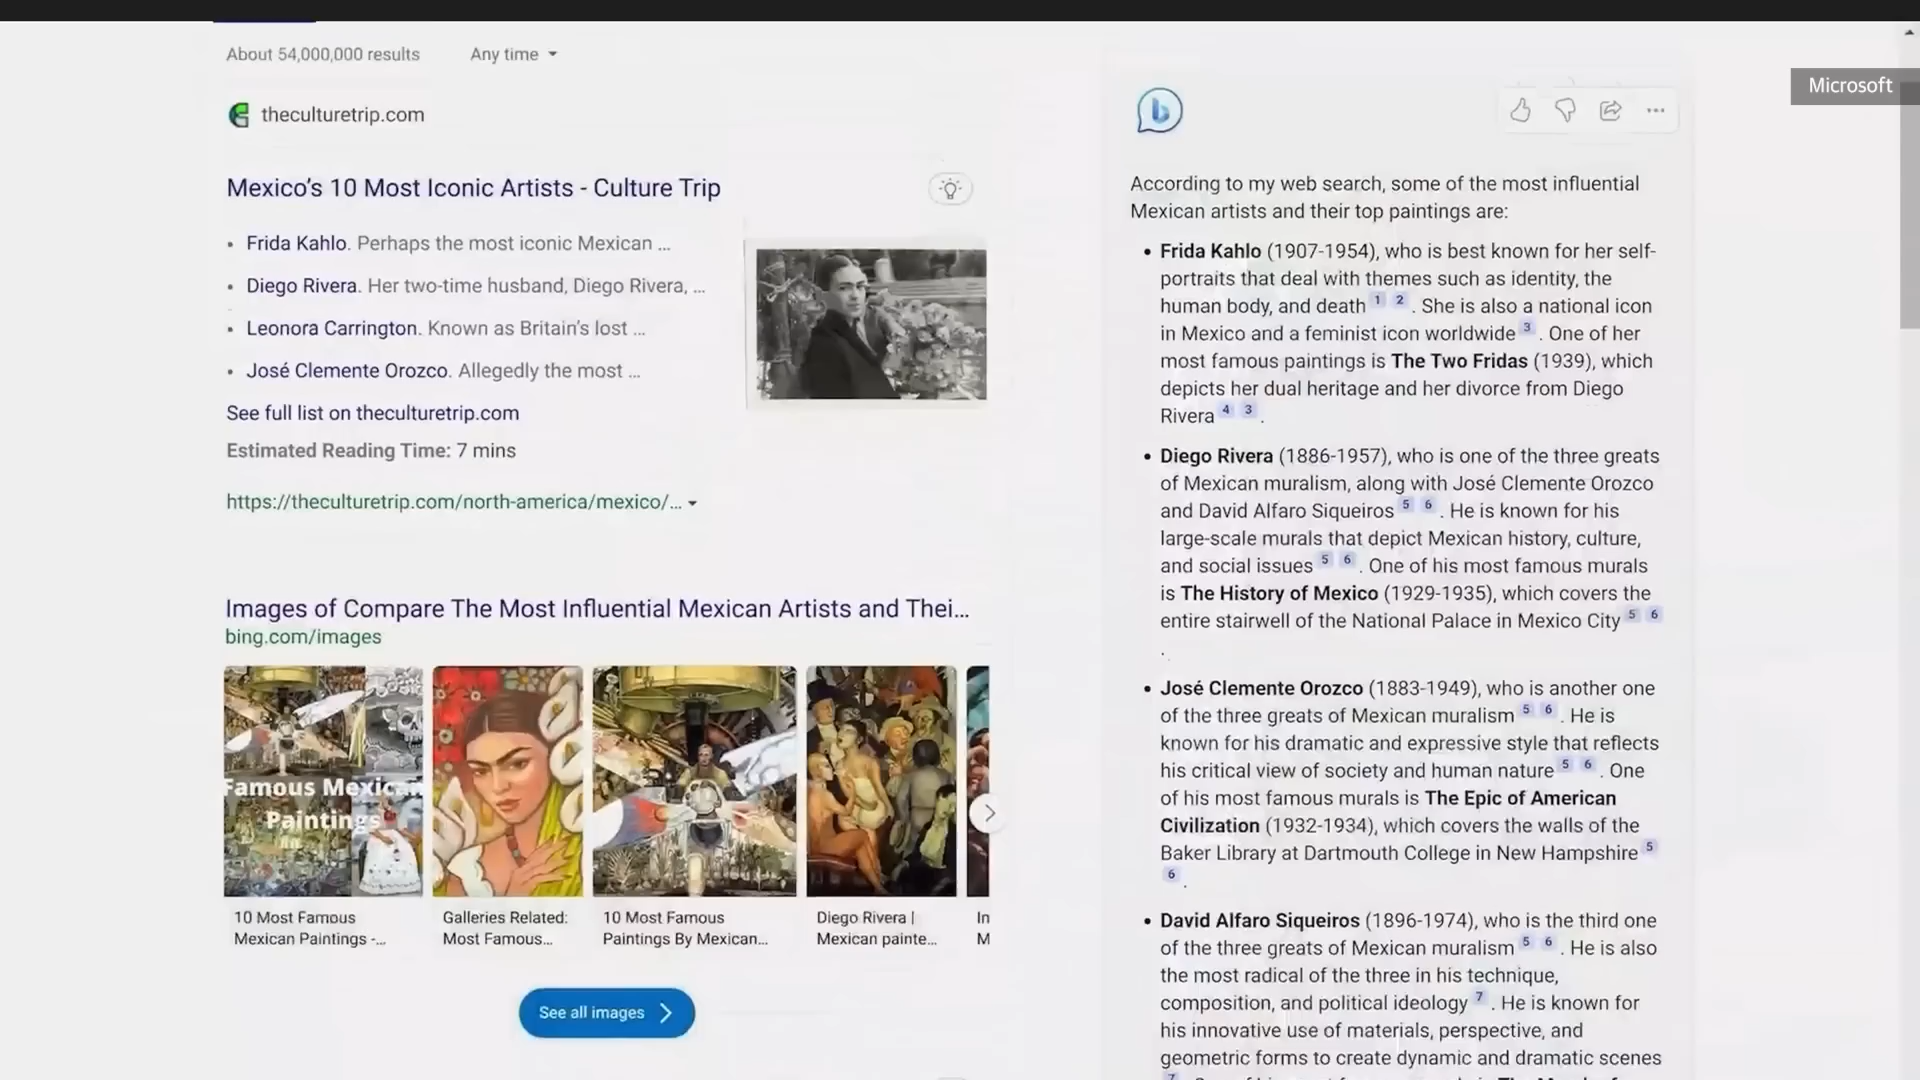 About 54,000,000 results
Any time
Microsoft
theculturetrip.com
Mexico’s 10 Most Iconic Artists - Culture Trip
• Frida Kahlo. Perhaps the most iconic Mexican ...
• Diego Rivera. Her two-time husband, Diego Rivera, ...
• Leonora Carrington. Known as Britain’s lost ...
• José Clemente Orozco. Allegedly the most ...
See full list on theculturetrip.com
Estimated Reading Time: 7 mins
https://theculturetrip.com/north-america/mexico/...
Images of Compare The Most Influential Mexican Artists and Thei...
bing.com/images
Famous Mexican
Paintings
10 Most Famous
Mexican Paintings -...
Galleries Related:
Most Famous...
10 Most Famous
Paintings By Mexican...
Diego Rivera |
Mexican painte...
In
M
See all images
According to my web search, some of the most influential
Mexican artists and their top paintings are:
• Frida Kahlo (1907-1954), who is best known for her self-
portraits that deal with themes such as identity, the
human body, and death 1 2 . She is also a national icon
in Mexico and a feminist icon worldwide 3 . One of her
most famous paintings is The Two Fridas (1939), which
depicts her dual heritage and her divorce from Diego
Rivera 4 3 .
• Diego Rivera (1886-1957), who is one of the three greats
of Mexican muralism, along with José Clemente Orozco
and David Alfaro Siqueiros 5 6 . He is known for his
large-scale murals that depict Mexican history, culture,
and social issues 5 6 . One of his most famous murals
is The History of Mexico (1929-1935), which covers the
entire stairwell of the National Palace in Mexico City 5 6
.
• José Clemente Orozco (1883-1949), who is another one
of the three greats of Mexican muralism 5 6 . He is
known for his dramatic and expressive style that reflects
his critical view of society and human nature 5 6 . One
of his most famous murals is The Epic of American
Civilization (1932-1934), which covers the walls of the
Baker Library at Dartmouth College in New Hampshire 5
6 .
• David Alfaro Siqueiros (1896-1974), who is the third one
of the three greats of Mexican muralism 5 6 . He is also
the most radical of the three in his technique,
composition, and political ideology 7 . He is known for
his innovative use of materials, perspective, and
geometric forms to create dynamic and dramatic scenes